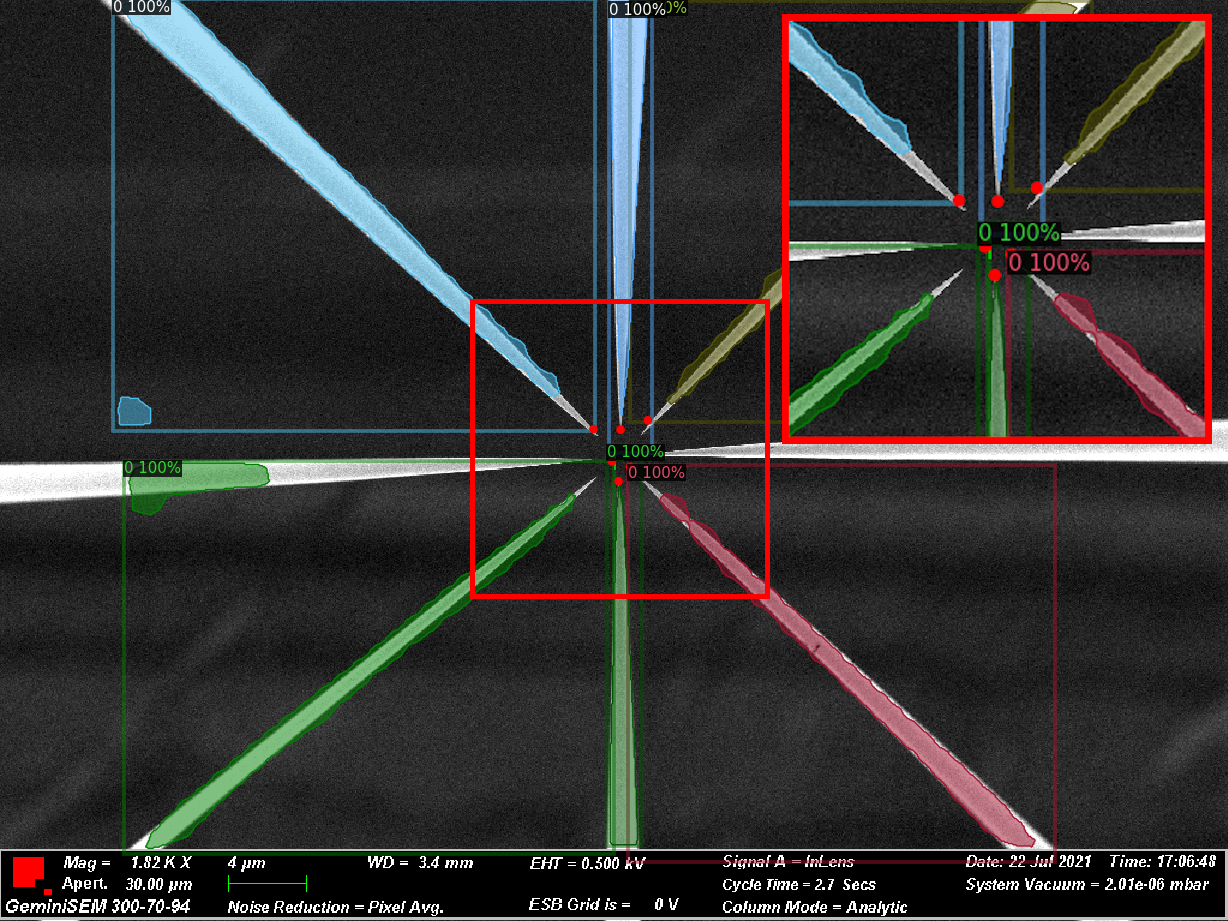 0 100%
0 100%
0%
0 100%
0 100%
0 100%
0 100%
0 100%
Mag = 1.82 K X 4 µm WD = 3.4 mm EHT = 0.500 kV Signal A = InLens Date: 22 Jul 2021 Time: 17:06:48
Apert. 30.00 µm Cycle Time = 2.7 Secs System Vacuum = 2.01e-06 mbar
GeminiSEM 300-70-94 Noise Reduction = Pixel Avg. ESB Grid is = 0 V Column Mode = Analytic